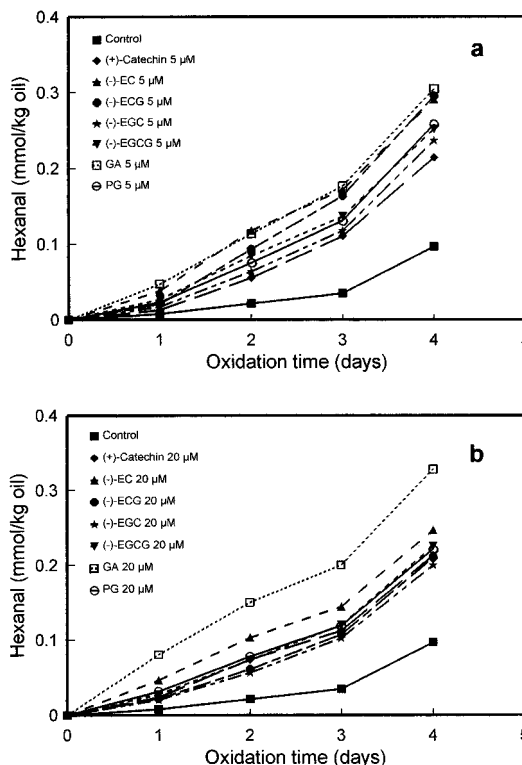 a
Control
(+)-Catechin 5 μM
(-)-EC 5 μM
(-)-ECG 5 μM
(-)-EGC 5 μM
(-)-EGCG 5 μM
GA 5 μM
PG 5 μM
Hexanal (mmol/kg oil)
0.4
0.3
0.2
0.1
0
0 1 2 3 4 5
Oxidation time (days)
b
Control
(+)-Catechin 20 μM
(-)-EC 20 μM
(-)-ECG 20 μM
(-)-EGC 20 μM
(-)-EGCG 20 μM
GA 20 μM
PG 20 μM
Hexanal (mmol/kg oil)
0.4
0.3
0.2
0.1
0
0 1 2 3 4 5
Oxidation time (days)